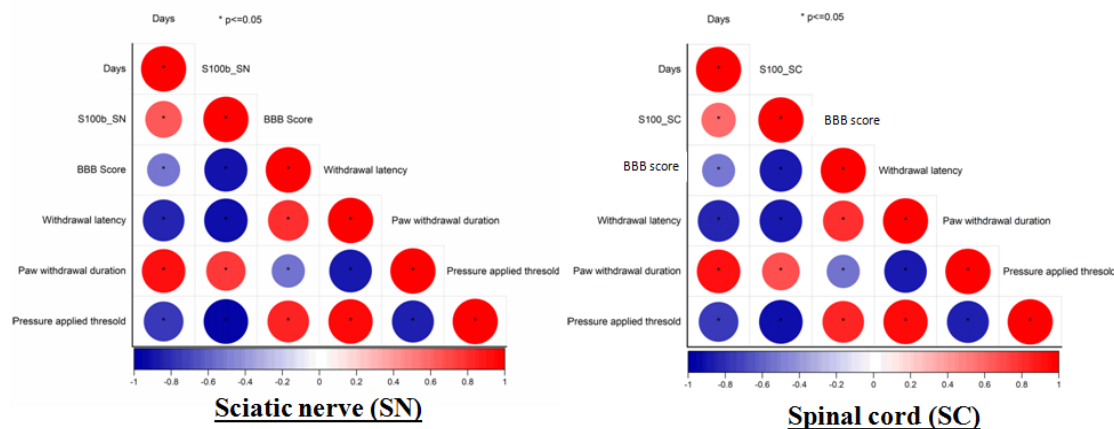 Days * p<=0.05
Days S100b_SN
S100b_SN BBB Score
BBB Score Withdrawal latency
Withdrawal latency Paw withdrawal duration
Paw withdrawal duration Pressure applied thresold
Pressure applied thresold
-1 -0.8 -0.6 -0.4 -0.2 0 0.2 0.4 0.6 0.8 1
Sciatic nerve (SN)
Days * p<=0.05
Days S100_SC
S100_SC BBB score
BBB score Withdrawal latency
Withdrawal latency Paw withdrawal duration
Paw withdrawal duration Pressure applied thresold
Pressure applied thresold
-1 -0.8 -0.6 -0.4 -0.2 0 0.2 0.4 0.6 0.8 1
Spinal cord (SC)